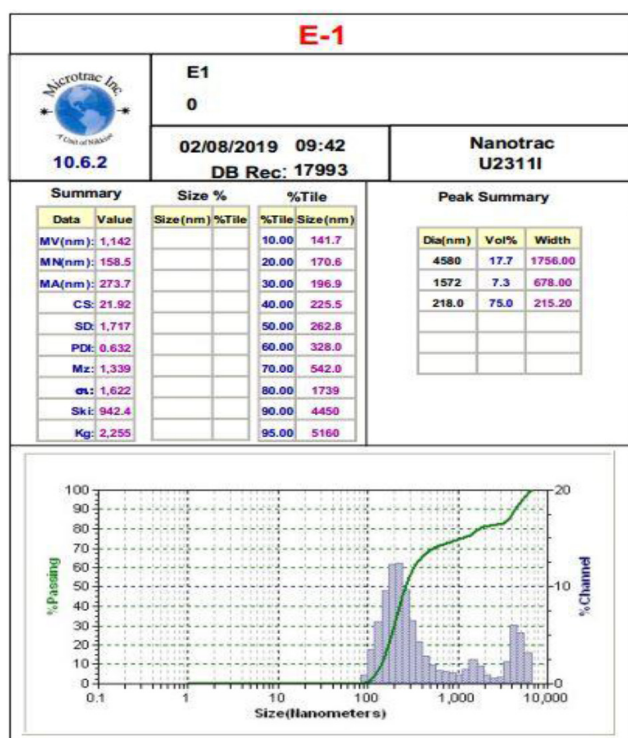 E-1
Microtrac Inc.
A Unit of Nikkiso
10.6.2
E1
0
02/08/2019 09:42
DB Rec: 17993
Nanotrac
U2311I
Summary
Data Value
MV(nm): 1,142
MN(nm): 158.5
MA(nm): 273.7
CS: 21.92
SD: 1,717
PDI: 0.632
Mz: 1,339
σι: 1,622
Ski: 942.4
Kg: 2,255
Size %
Size(nm) %Tile
%Tile
%Tile Size(nm)
10.00 141.7
20.00 170.6
30.00 196.9
40.00 225.5
50.00 262.8
60.00 328.0
70.00 542.0
80.00 1739
90.00 4450
95.00 5160
Peak Summary
Dia(nm) Vol% Width
4580 17.7 1756.00
1572 7.3 678.00
218.0 75.0 215.20
%Passing
100
90
80
70
60
50
40
30
20
10
0
20
10
0
%Channel
0.1 1 10 100 1,000 10,000
Size(Nanometers)